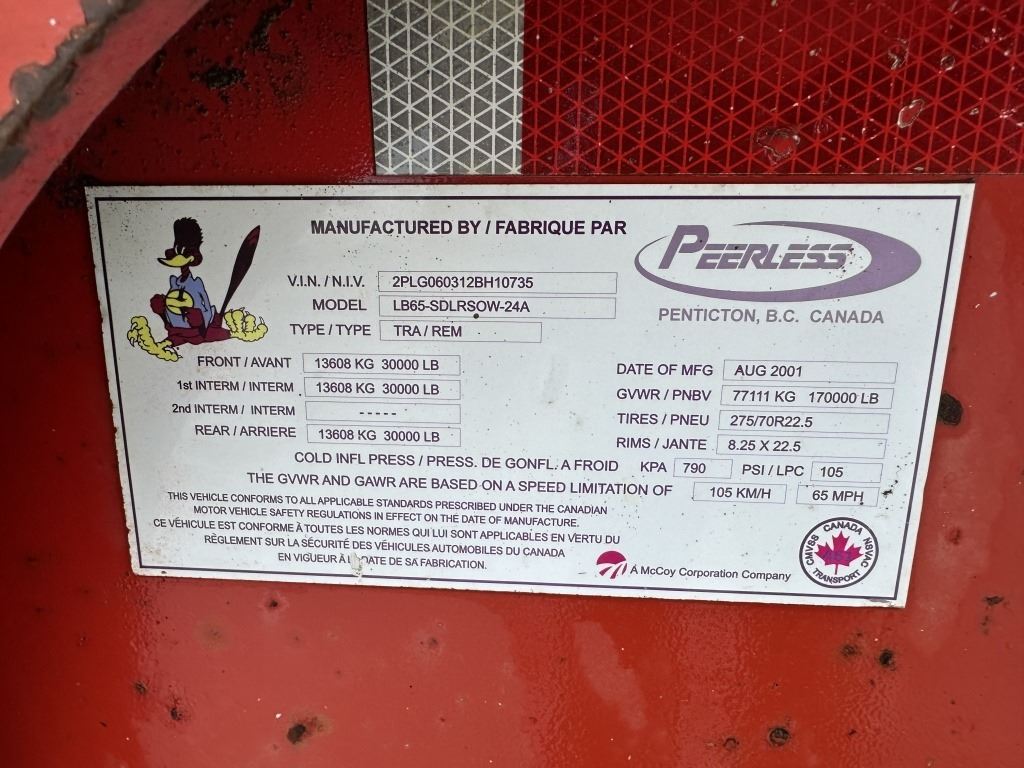 MANUFACTURED BY / FABRIQUE PAR
PEERLESS
PENTICTON, B.C. CANADA
V.I.N. / N.I.V. 2PLG060312BH10735
MODEL LB65-SDLRSOW-24A
TYPE / TYPE TRA / REM
FRONT / AVANT 13608 KG 30000 LB
1st INTERM / INTERM 13608 KG 30000 LB
2nd INTERM / INTERM - - - - -
REAR / ARRIERE 13608 KG 30000 LB
DATE OF MFG AUG 2001
GVWR / PNBV 77111 KG 170000 LB
TIRES / PNEU 275/70R22.5
RIMS / JANTE 8.25 X 22.5
COLD INFL PRESS / PRESS. DE GONFL. A FROID KPA 790 PSI / LPC 105
THE GVWR AND GAWR ARE BASED ON A SPEED LIMITATION OF 105 KM/H 65 MPH
THIS VEHICLE CONFORMS TO ALL APPLICABLE STANDARDS PRESCRIBED UNDER THE CANADIAN
MOTOR VEHICLE SAFETY REGULATIONS IN EFFECT ON THE DATE OF MANUFACTURE.
CE VÉHICULE EST CONFORME À TOUTES LES NORMES QUI LUI SONT APPLICABLES EN VERTU DU
RÈGLEMENT SUR LA SÉCURITÉ DES VÉHICULES AUTOMOBILES DU CANADA
EN VIGUEUR À LA DATE DE SA FABRICATION.
A McCoy Corporation Company
CANADA
CMVSS
NSVAC
TRANSPORT